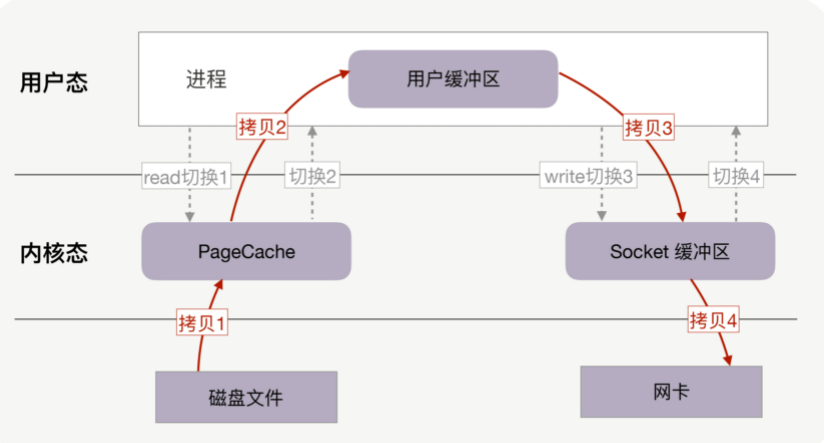 用户态
进程
用户缓冲区
拷贝2
拷贝3
read切换1
切换2
write切换3
切换4
内核态
PageCache
Socket 缓冲区
拷贝1
拷贝4
磁盘文件
网卡